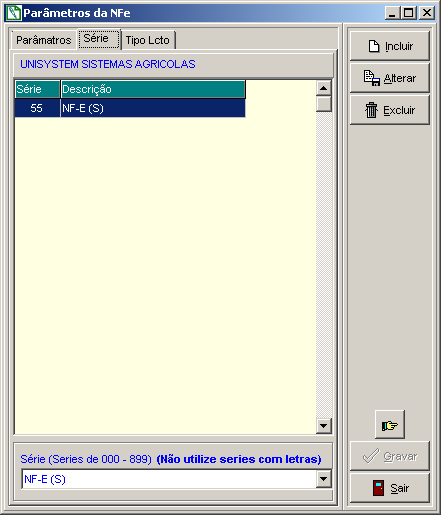 Parâmetros da NFe
Parâmatros Série Tipo Lcto
UNISYSTEM SISTEMAS AGRICOLAS
Série Descrição
55 NF-E (S)
Série (Series de 000 - 899) (Não utilize series com letras)
NF-E (S)
Incluir
Alterar
Excluir
Gravar
Sair